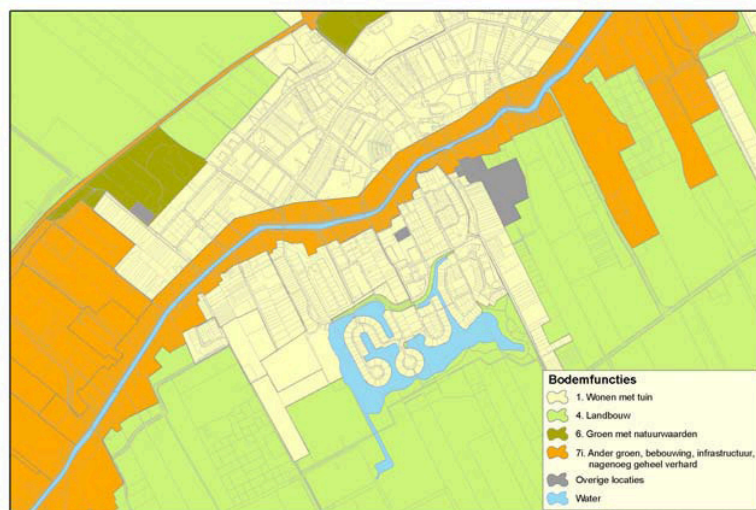 Bodemfuncties
1. Wonen met tuin
4. Landbouw
6. Groen met natuurwaarden
7i. Ander groen, bebouwing, infrastructuur,
nagenoeg geheel verhard
Overige locaties
Water